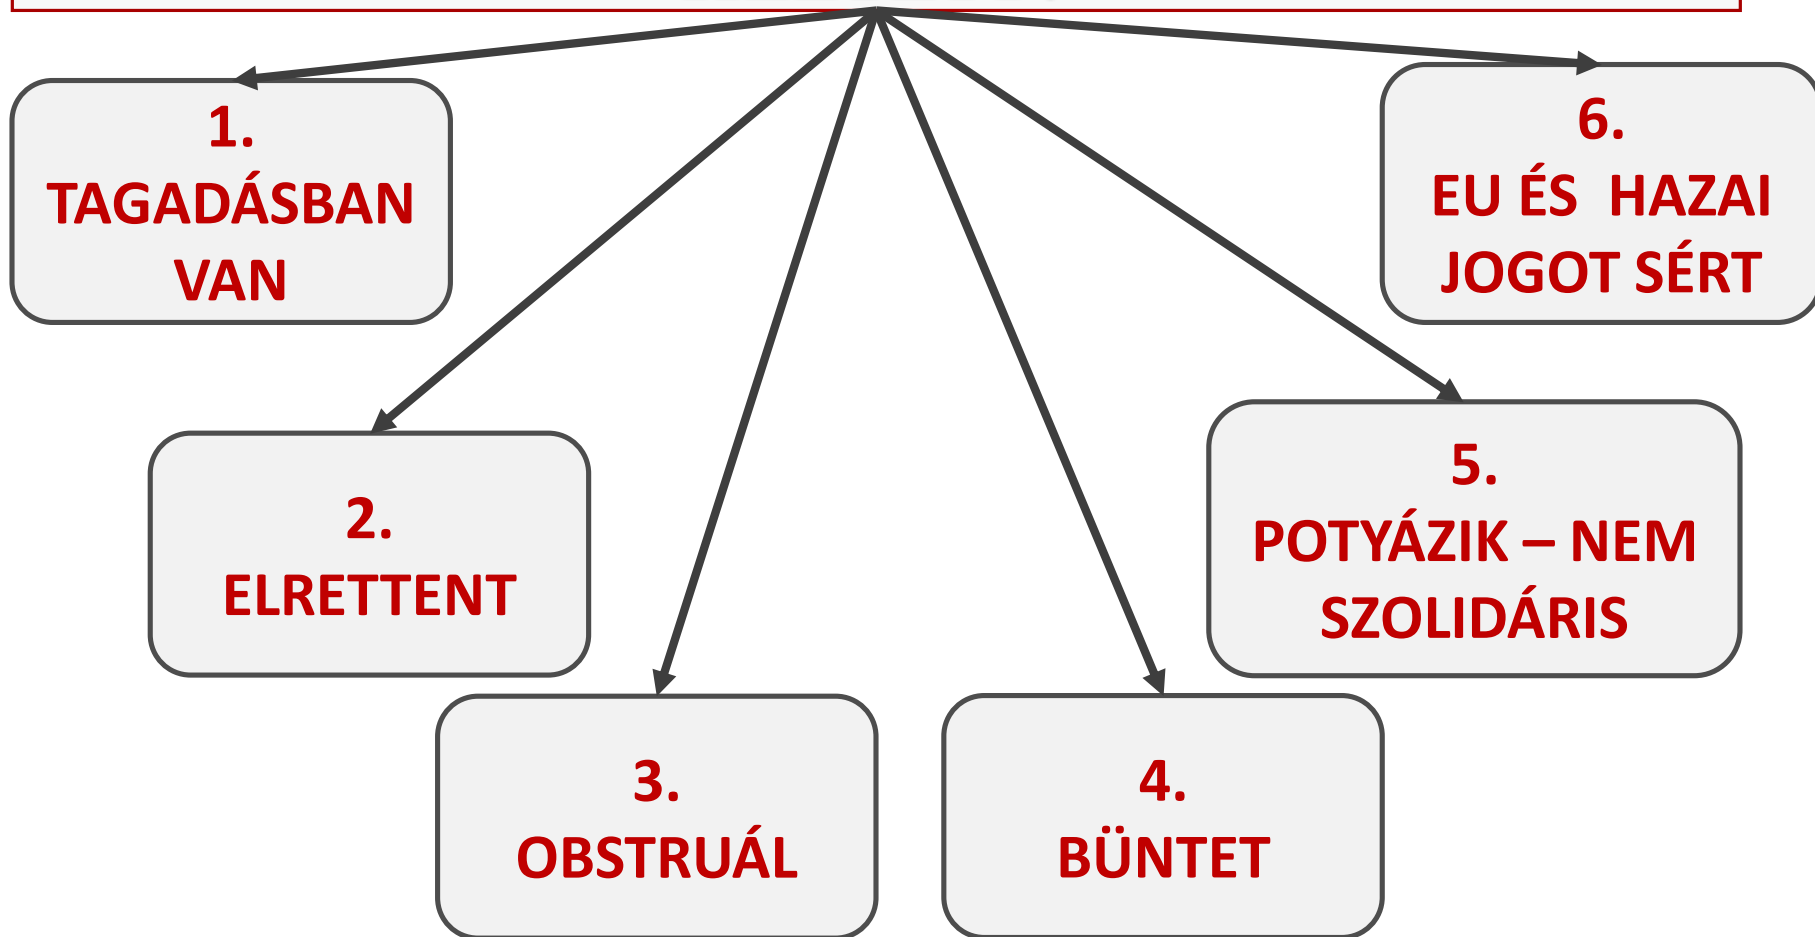 1.
TAGADÁSBAN
VAN
2.
ELRETTENT
3.
OBSTRUÁL
4.
BÜNTET
5.
POTYÁZIK – NEM
SZOLIDÁRIS
6.
EU ÉS  HAZAI
JOGOT SÉRT